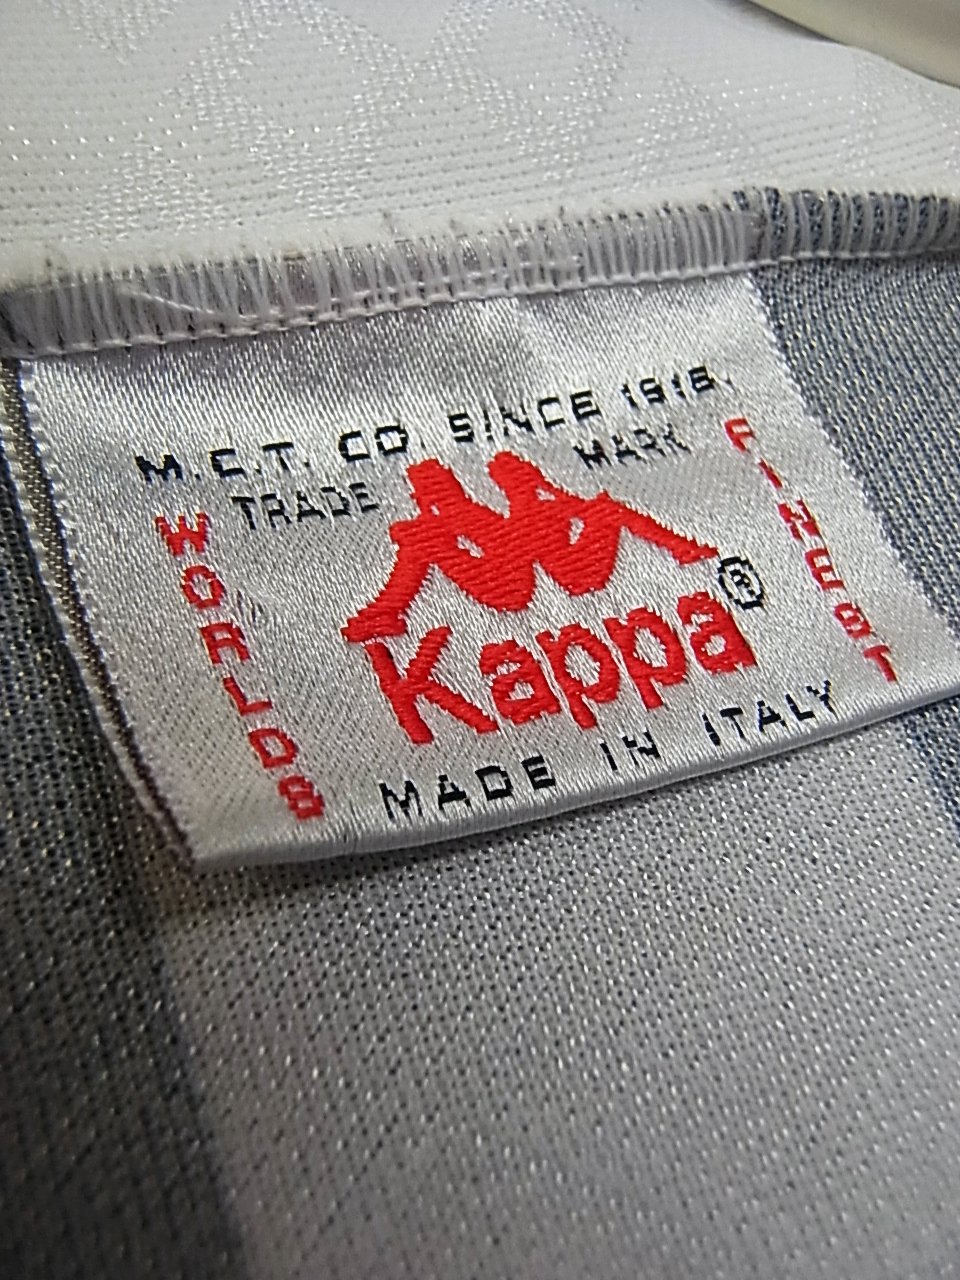 M.C.T. CO. SINCE 1916.
TRADE MARK
WORLDS
FINEST
Kappa®
MADE IN ITALY